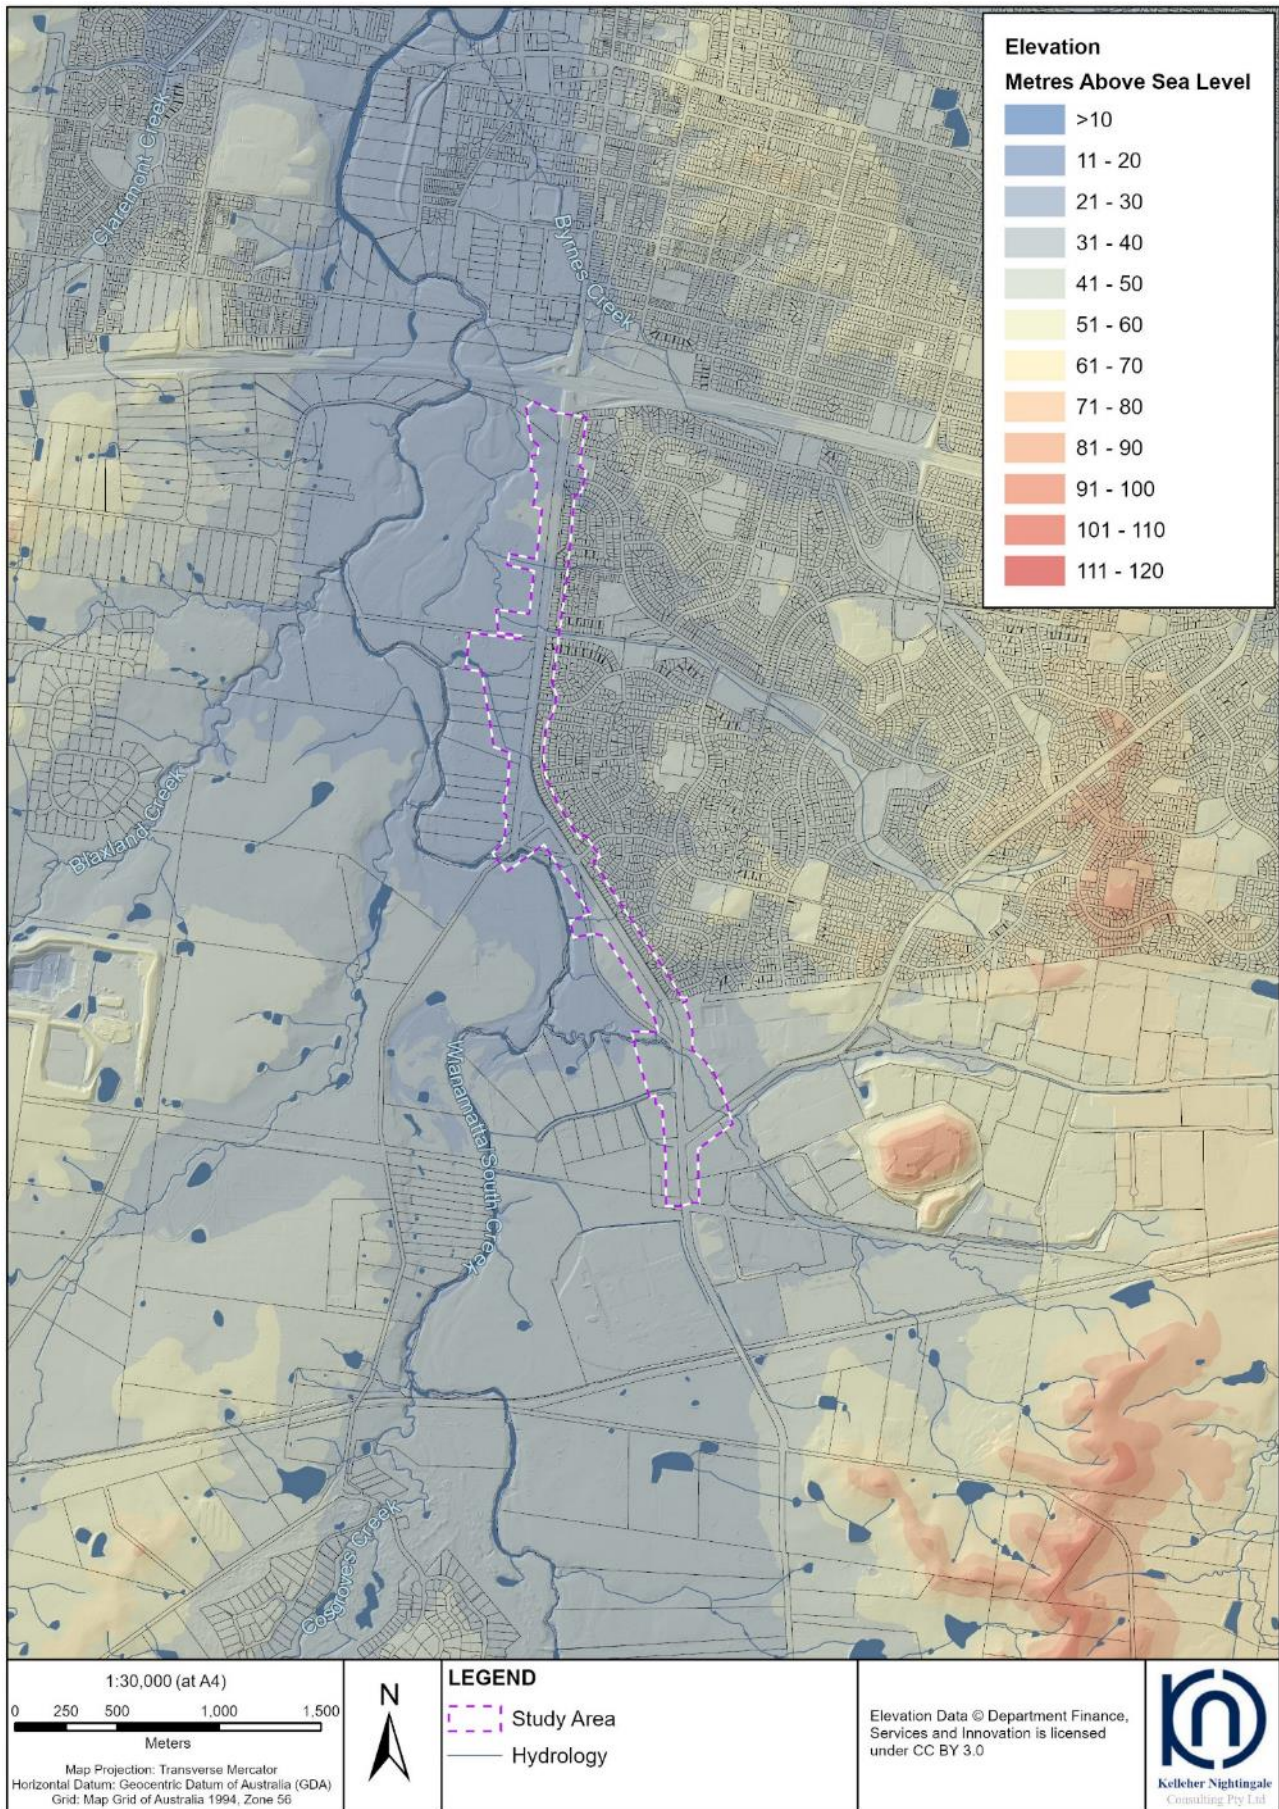 Elevation
Metres Above Sea Level
>10
11 - 20
21 - 30
31 - 40
41 - 50
51 - 60
61 - 70
71 - 80
81 - 90
91 - 100
101 - 110
111 - 120
Claremont Creek
Byrnes Creek
Blaxland Creek
Wianamatta South Creek
Cosgroves Creek
1:30,000 (at A4)
0 250 500 1,000 1,500
Meters
Map Projection: Transverse Mercator
Horizontal Datum: Geocentric Datum of Australia (GDA)
Grid: Map Grid of Australia 1994, Zone 56
N
LEGEND
Study Area
Hydrology
Elevation Data © Department Finance,
Services and Innovation is licensed
under CC BY 3.0
Kelleher Nightingale
Consulting Pty Ltd